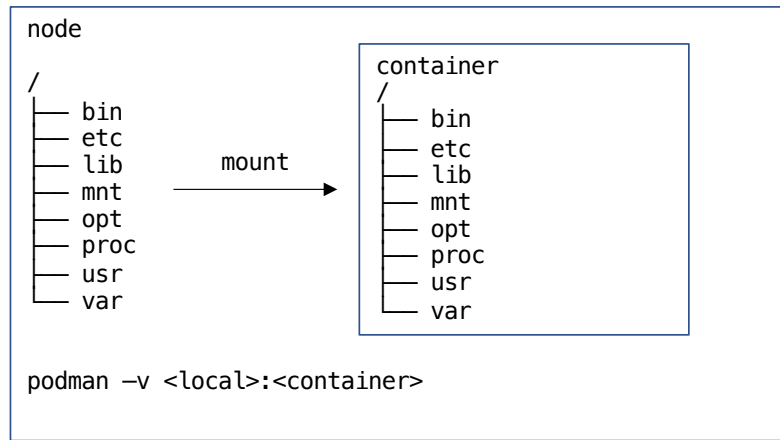 node
/
├── bin
├── etc
├── lib
├── mnt
├── opt
├── proc
├── usr
└── var
mount
container
/
├── bin
├── etc
├── lib
├── mnt
├── opt
├── proc
├── usr
└── var
podman –v <local>:<container>